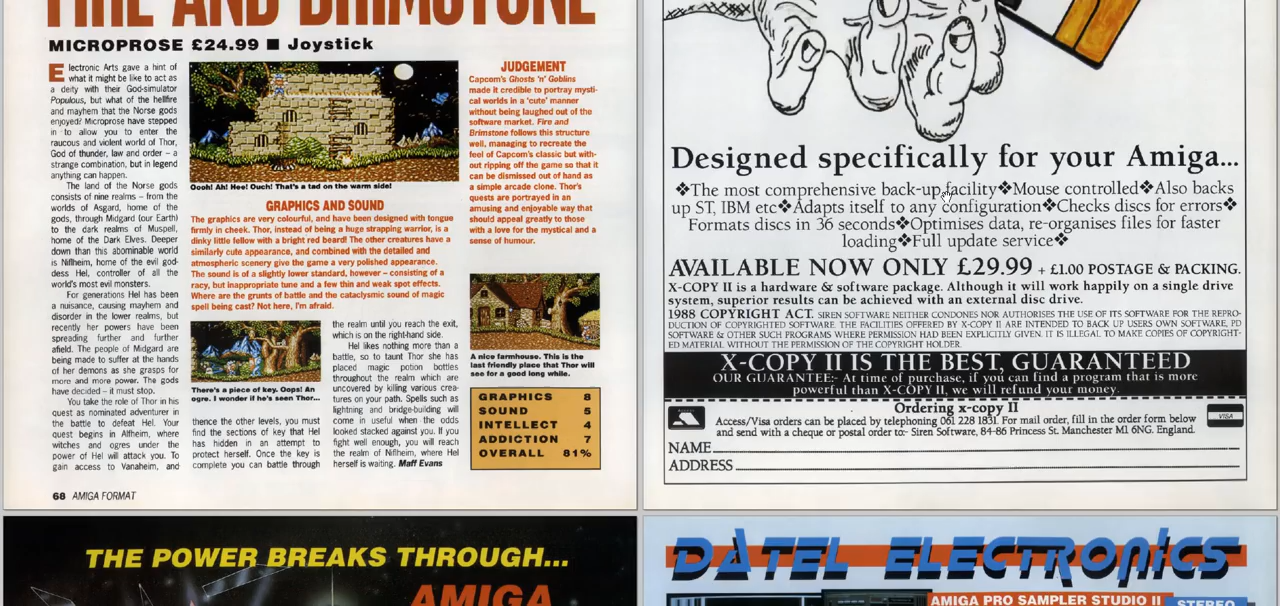 FIRE AND BRIMSTONE
MICROPROSE £24.99 ■ Joystick
Electronic Arts gave a hint of
what it might be like to act as
a deity with their God-simulator
Populous, but what of the hellfire
and mayhem that the Norse gods
enjoyed? Microprose have stepped
in to allow you to enter the
raucous and violent world of Thor,
God of thunder, law and order – a
strange combination, but in legend
anything can happen.
The land of the Norse gods
consists of nine realms – from the
worlds of Asgard, home of the
gods, through Midgard (our Earth)
to the dark realms of Muspell,
home of the Dark Elves. Deeper
down than this abominable world
is Niflheim, home of the evil god-
dess Hel, controller of all the
world's most evil monsters.
For generations Hel has been
a nuisance, causing mayhem and
disorder in the lower realms, but
recently her powers have been
spreading further and further
afield. The people of Midgard are
being made to suffer at the hands
of her demons as she grasps for
more and more power. The gods
have decided – it must stop.
You take the role of Thor in his
quest as nominated adventurer in
the battle to defeat Hel. Your
quest begins in Alfheim, where
witches and ogres under the
power of Hel will attack you. To
gain access to Vanaheim, and
Oooh! Ah! Hee! Ouch! That's a tad on the warm side!
GRAPHICS AND SOUND
The graphics are very colourful, and have been designed with tongue
firmly in cheek. Thor, instead of being a huge strapping warrior, is a
dinky little fellow with a bright red beard! The other creatures have a
similarly cute appearance, and combined with the detailed and
atmospheric scenery give the game a very polished appearance.
The sound is of a slightly lower standard, however – consisting of a
racy, but inappropriate tune and a few thin and weak spot effects.
Where are the grunts of battle and the cataclysmic sound of magic
spell being cast? Not here, I'm afraid.
There's a piece of key. Oops! An
ogre. I wonder if he's seen Thor...
thence the other levels, you must
find the sections of key that Hel
has hidden in an attempt to
protect herself. Once the key is
complete you can battle through
the realm until you reach the exit,
which is on the right-hand side.
Hel likes nothing more than a
battle, so to taunt Thor she has
placed magic potion bottles
throughout the realm which are
uncovered by killing various crea-
tures on your path. Spells such as
lightning and bridge-building will
come in useful when the odds
looked stacked against you. If you
fight well enough, you will reach
the realm of Niflheim, where Hel
herself is waiting. Maff Evans
JUDGEMENT
Capcom's Ghosts 'n' Goblins
made it credible to portray mysti-
cal worlds in a 'cute' manner
without being laughed out of the
software market. Fire and
Brimstone follows this structure
well, managing to recreate the
feel of Capcom's classic but with-
out ripping off the game so that it
can be dismissed out of hand as
a simple arcade clone. Thor's
quests are portrayed in an
amusing and enjoyable way that
should appeal greatly to those
with a love for the mystical and a
sense of humour.
A nice farmhouse. This is the
last friendly place that Thor will
see for a good long while.
GRAPHICS 8
SOUND 5
INTELLECT 4
ADDICTION 7
OVERALL 81%
68 AMIGA FORMAT
Designed specifically for your Amiga...
❖The most comprehensive back-up facility❖Mouse controlled❖Also backs
up ST, IBM etc❖Adapts itself to any configuration❖Checks discs for errors❖
Formats discs in 36 seconds❖Optimises data, re-organises files for faster
loading❖Full update service❖
AVAILABLE NOW ONLY £29.99 + £1.00 POSTAGE & PACKING.
X-COPY II is a hardware & software package. Although it will work happily on a single drive
system, superior results can be achieved with an external disc drive.
1988 COPYRIGHT ACT. SIREN SOFTWARE NEITHER CONDONES NOR AUTHORISES THE USE OF ITS SOFTWARE FOR THE REPRO-
DUCTION OF COPYRIGHTED SOFTWARE. THE FACILITIES OFFERED BY X-COPY II ARE INTENDED TO BACK UP USERS OWN SOFTWARE, PD
SOFTWARE & OTHER SUCH PROGRAMS WHERE PERMISSION HAD BEEN EXPLICITLY GIVEN. IT IS ILLEGAL TO MAKE COPIES OF COPYRIGHT-
ED MATERIAL WITHOUT THE PERMISSION OF THE COPYRIGHT HOLDER.
X-COPY II IS THE BEST, GUARANTEED
OUR GUARANTEE:- At time of purchase, if you can find a program that is more
powerful than X-COPY II, we will refund your money.
Ordering x-copy II
Access/Visa orders can be placed by telephoning 061 228 1831. For mail order, fill in the order form below
and send with a cheque or postal order to:- Siren Software, 84-86 Princess St. Manchester M1 6NG. England.
VISA
NAME
ADDRESS
THE POWER BREAKS THROUGH...
AMIGA
DATEL ELECTRONICS
AMIGA PRO SAMPLER STUDIO II
STEREO